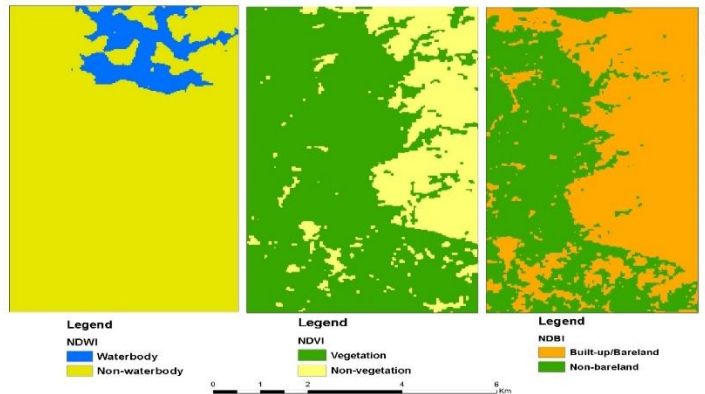 Legend
NDWI
Waterbody
Non-waterbody
Legend
NDVI
Vegetation
Non-vegetation
Legend
NDBI
Built-up/Bareland
Non-bareland
0 1 2 4 6
Km